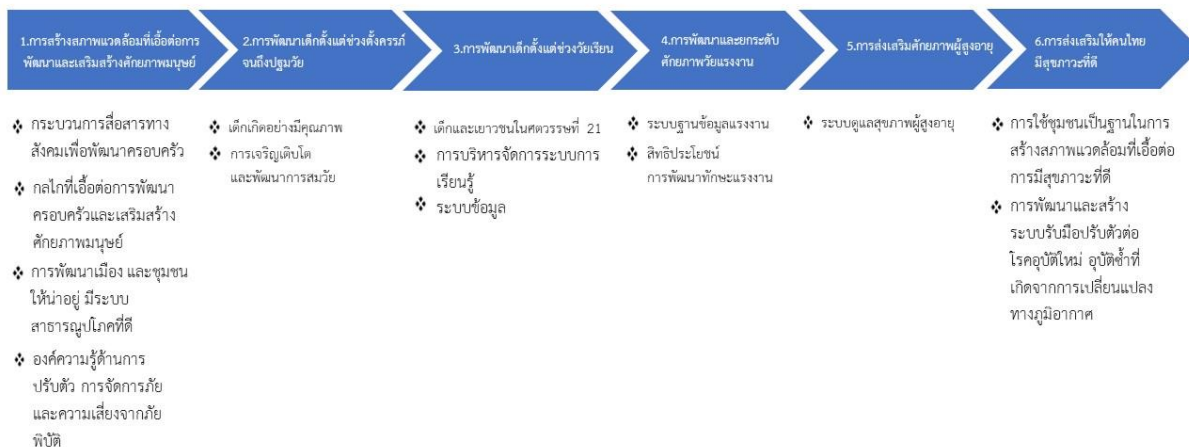 1.การสร้างสภาพแวดล้อมที่เอื้อต่อการ
พัฒนาและเสริมสร้างศักยภาพมนุษย์
2.การพัฒนาเด็กตั้งแต่ช่วงตั้งครรภ์
จนถึงปฐมวัย
3.การพัฒนาเด็กตั้งแต่ช่วงวัยเรียน
4.การพัฒนาและยกระดับ
ศักยภาพวัยแรงงาน
5.การส่งเสริมศักยภาพผู้สูงอายุ
6.การส่งเสริมให้คนไทย
มีสุขภาวะที่ดี
❖ กระบวนการสื่อสารทาง
สังคมเพื่อพัฒนาครอบครัว
❖ กลไกที่เอื้อต่อการพัฒนา
ครอบครัวและเสริมสร้าง
ศักยภาพมนุษย์
❖ การพัฒนาเมือง และชุมชน
ให้น่าอยู่ มีระบบ
สาธารณูปโภคที่ดี
❖ องค์ความรู้ด้านการ
ปรับตัว การจัดการภัย
และความเสี่ยงจากภัย
พิบัติ
❖ เด็กเกิดอย่างมีคุณภาพ
❖ การเจริญเติบโต
และพัฒนาการสมวัย
❖ เด็กและเยาวชนในศตวรรษที่ 21
❖ การบริหารจัดการระบบการ
เรียนรู้
❖ ระบบข้อมูล
❖ ระบบฐานข้อมูลแรงงาน
❖ สิทธิประโยชน์
การพัฒนาทักษะแรงงาน
❖ ระบบดูแลสุขภาพผู้สูงอายุ
❖ การใช้ชุมชนเป็นฐานในการ
สร้างสภาพแวดล้อมที่เอื้อต่อ
การมีสุขภาวะที่ดี
❖ การพัฒนาและสร้าง
ระบบรับมือปรับตัวต่อ
โรคอุบัติใหม่ อุบัติซ้ำที่
เกิดจากการเปลี่ยนแปลง
ทางภูมิอากาศ